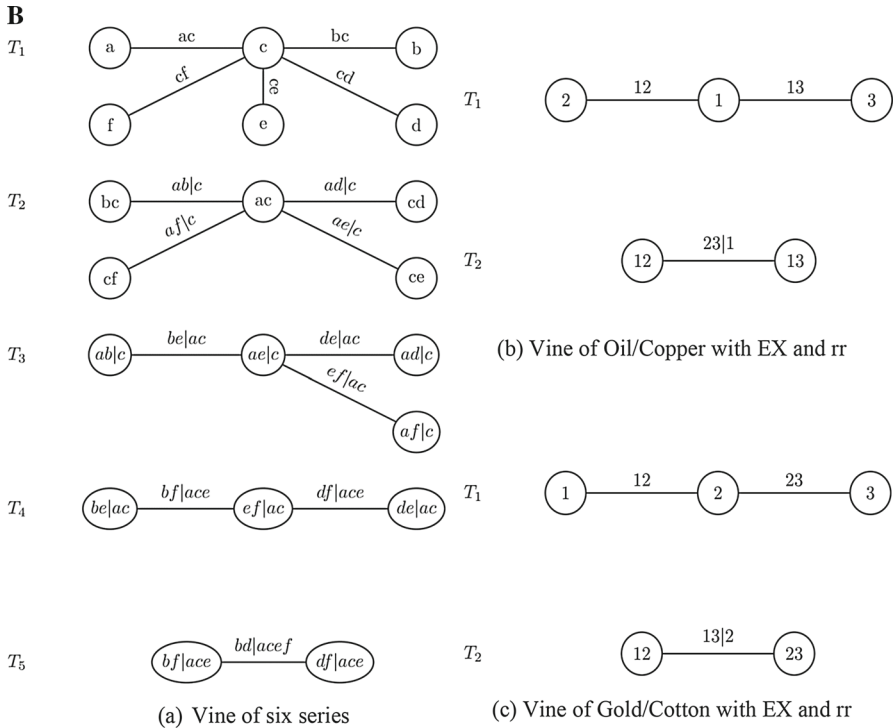 B
T1
a ac c bc b
cf ce cd
f e d
T2
bc ab|c ac ad|c cd
af|c ae|c
cf ce
T3
ab|c be|ac ae|c de|ac ad|c
ef|ac
af|c
T4
be|ac bf|ace ef|ac df|ace de|ac
T5
bf|ace bd|acef df|ace
(a) Vine of six series
T1
2 12 1 13 3
T2
12 23|1 13
(b) Vine of Oil/Copper with EX and rr
T1
1 12 2 23 3
T2
12 13|2 23
(c) Vine of Gold/Cotton with EX and rr